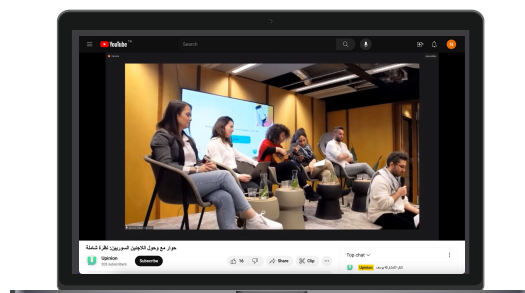 YouTube
Search
حوار مع وحول اللاجئين السوريين: نظرة شاملة
Upinion
Subscribe
16
Share
Clip
Top chat
Upinion